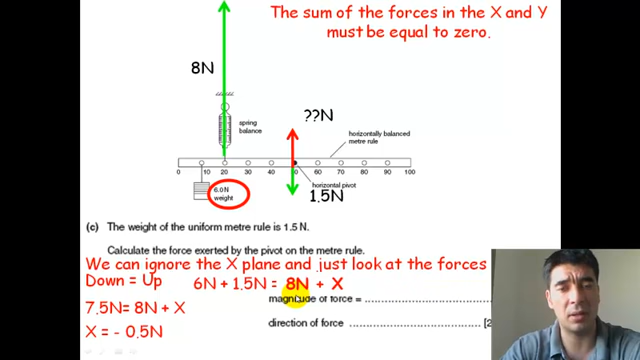 The sum of the forces in the X and Y
must be equal to zero.
8N
??N
spring
balance
horizontally balanced
metre rule
0 10 20 30 40 50 60 70 80 90 100
6.0 N
weight
horizontal pivot
1.5N
(c) The weight of the uniform metre rule is 1.5 N.
Calculate the force exerted by the pivot on the metre rule.
We can ignore the X plane and just look at the forces
Down = Up 6N + 1.5N = 8N + X
magnitude of force =
7.5N= 8N + X
direction of force [2
X = - 0.5N